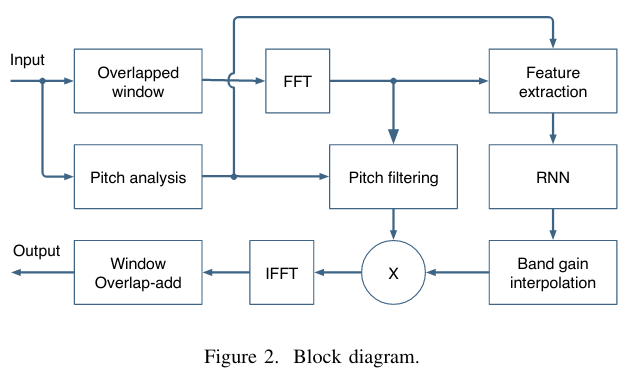 Input
Overlapped
window
FFT
Feature
extraction
Pitch analysis
Pitch filtering
RNN
Output
Window
Overlap-add
IFFT
X
Band gain
interpolation
Figure 2. Block diagram.